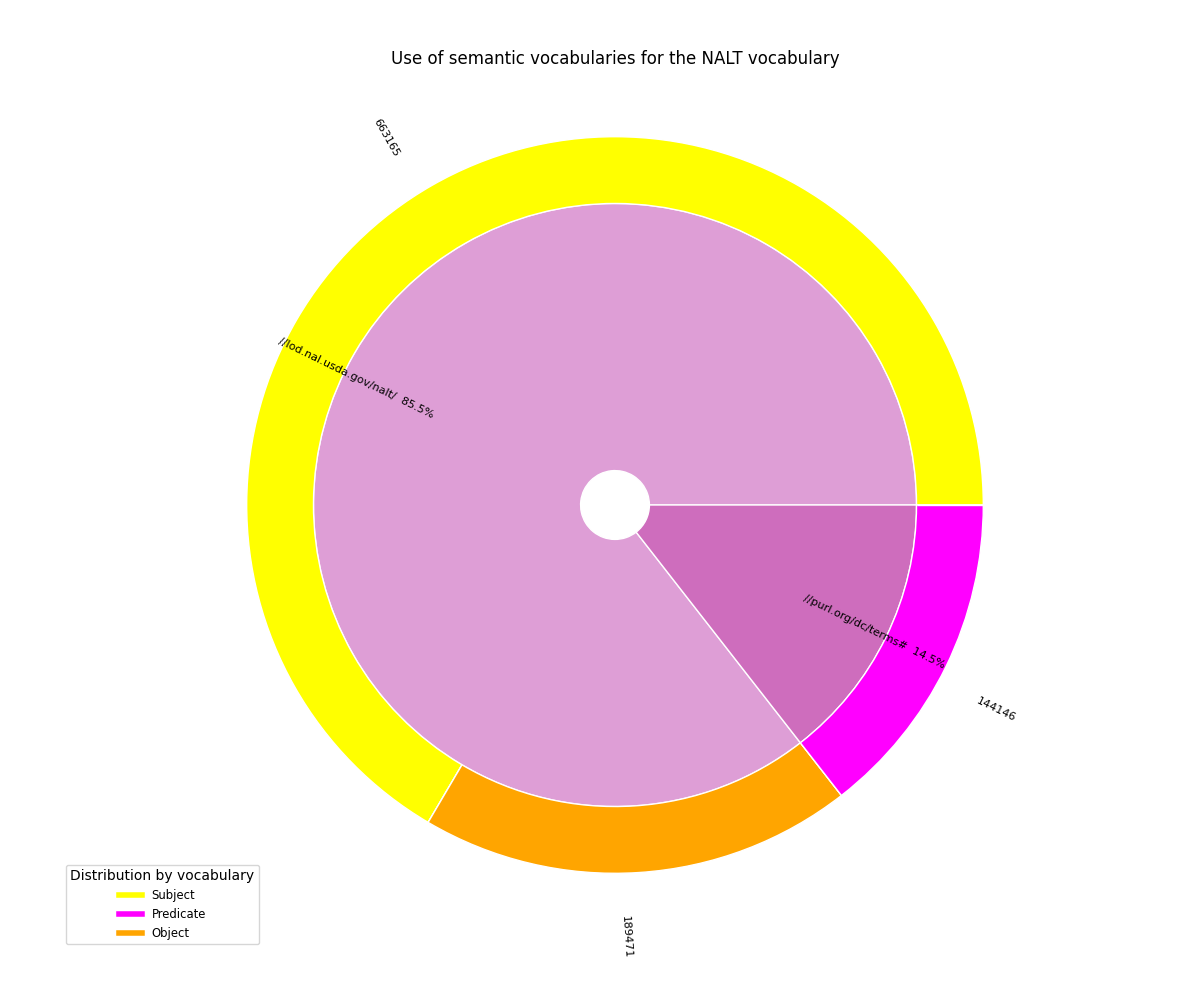 Use of semantic vocabularies for the NALT vocabulary
663165
//lod.nal.usda.gov/nalt/ 85.5%
//purl.org/dc/terms# 14.5%
144146
189471
Distribution by vocabulary
Subject
Predicate
Object